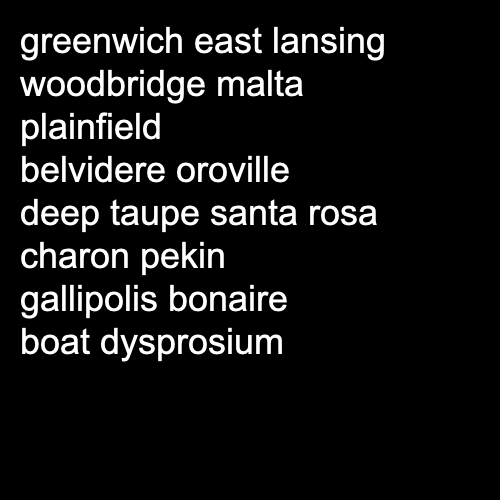 greenwich east lansing
woodbridge malta
plainfield
belvidere oroville
deep taupe santa rosa
charon pekin
gallipolis bonaire
boat dysprosium